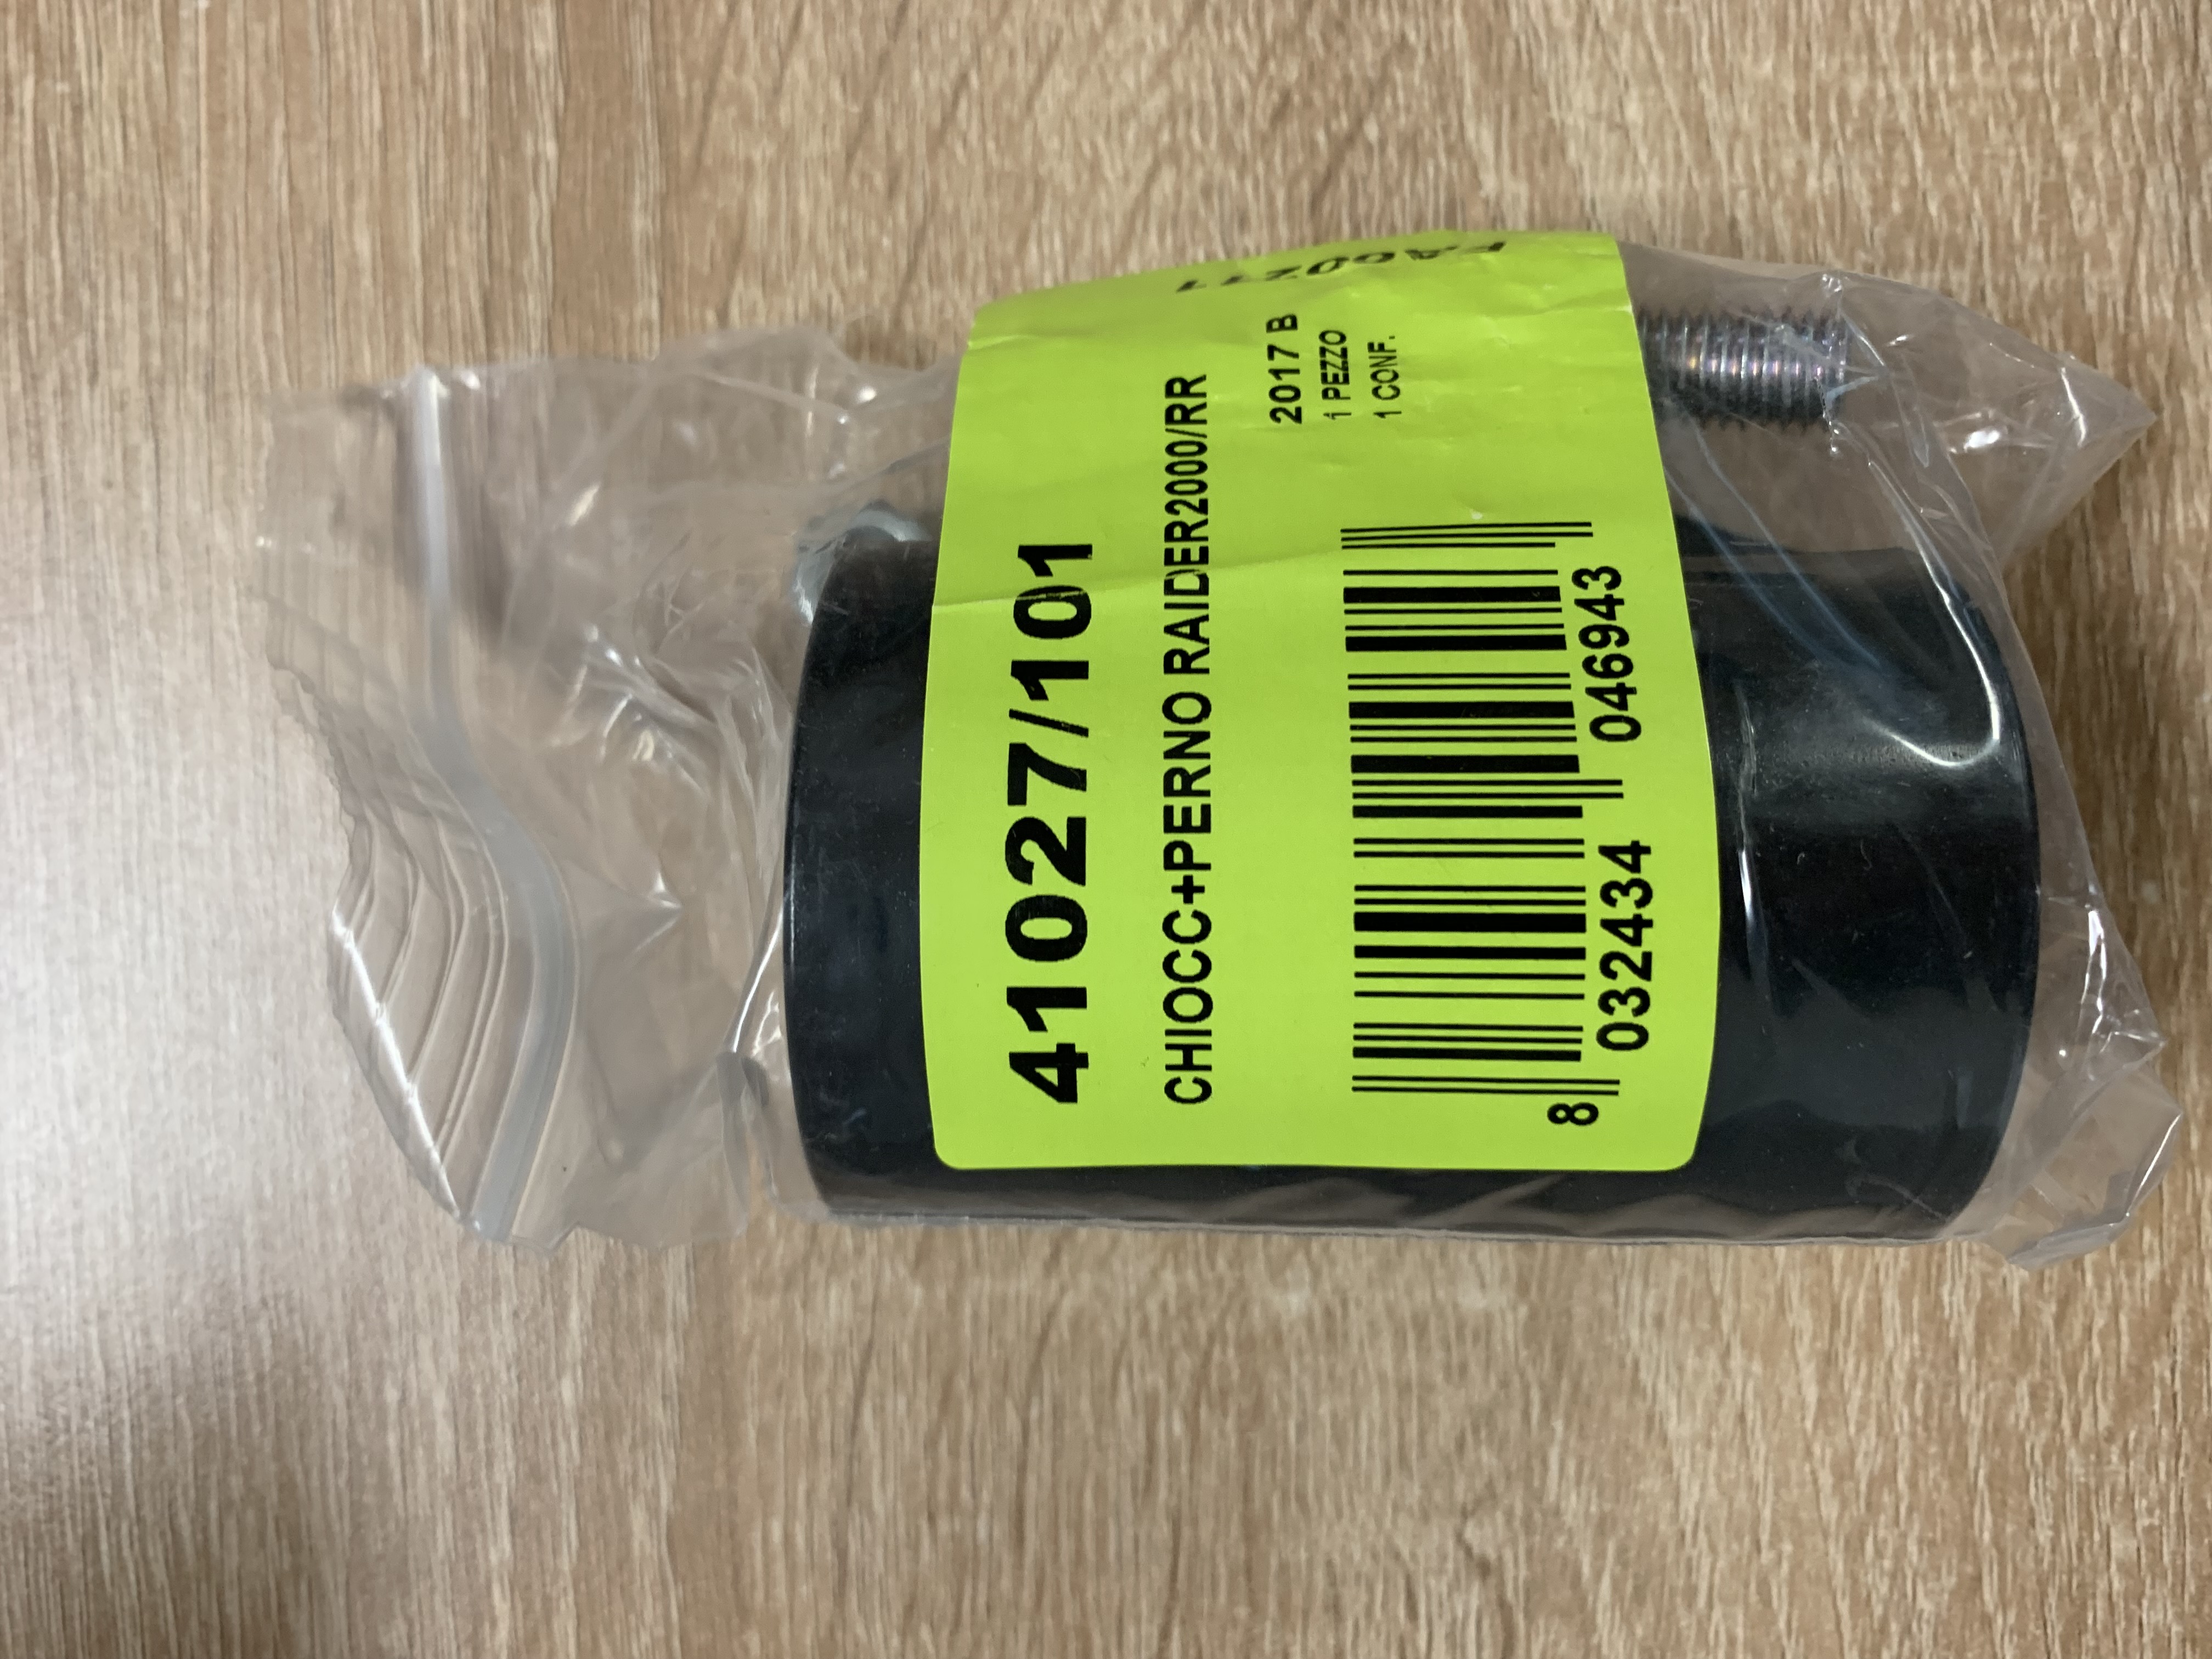 41027/101
CHIOCC+PERNO RAIDER2000/RR
2017 B
1 PEZZO
1 CONF.
8 032434 046943